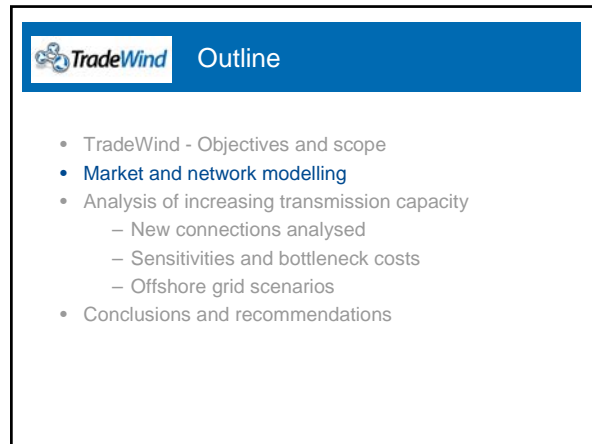 TradeWind Outline
• TradeWind - Objectives and scope
• Market and network modelling
• Analysis of increasing transmission capacity
– New connections analysed
– Sensitivities and bottleneck costs
– Offshore grid scenarios
• Conclusions and recommendations